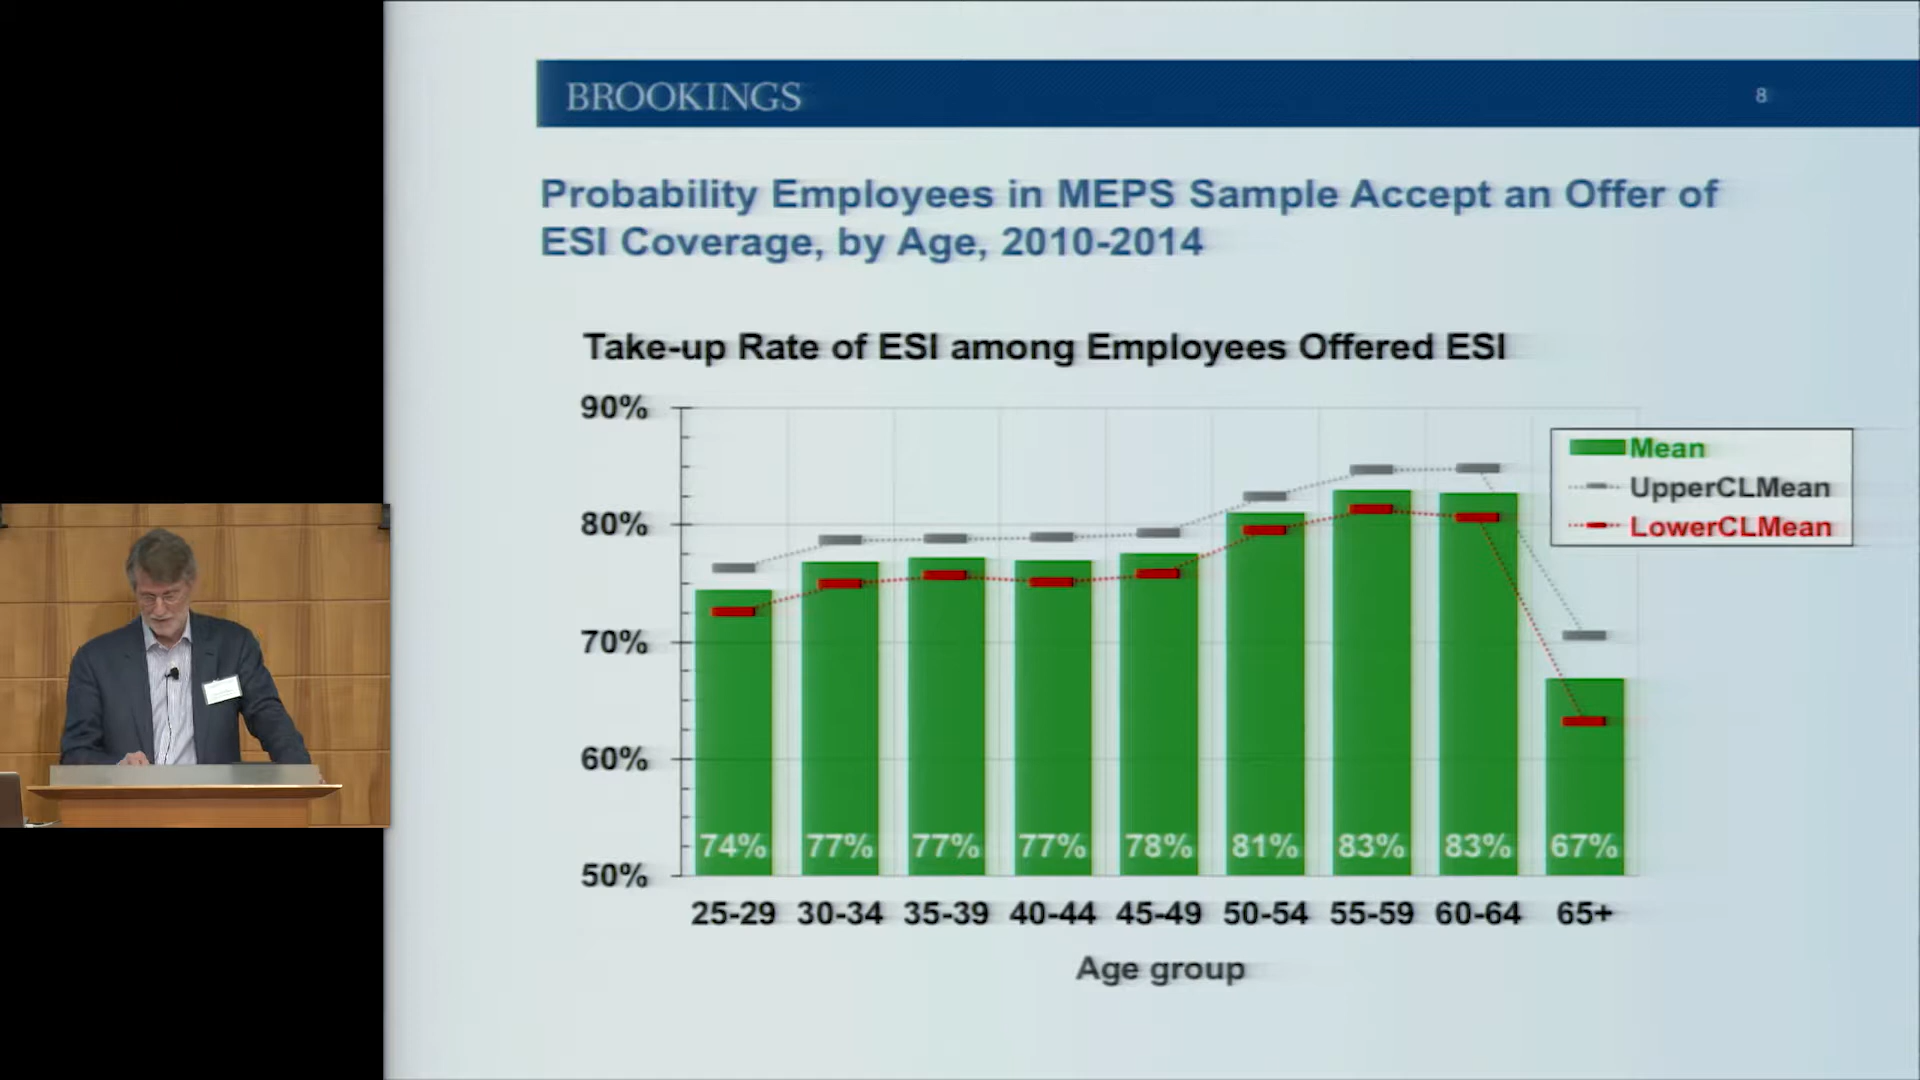 BROOKINGS
8
Probability Employees in MEPS Sample Accept an Offer of
ESI Coverage, by Age, 2010-2014
Take-up Rate of ESI among Employees Offered ESI
90%
80%
70%
60%
50%
Mean
UpperCLMean
LowerCLMean
74% 77% 77% 77% 78% 81% 83% 83% 67%
25-29 30-34 35-39 40-44 45-49 50-54 55-59 60-64 65+
Age group